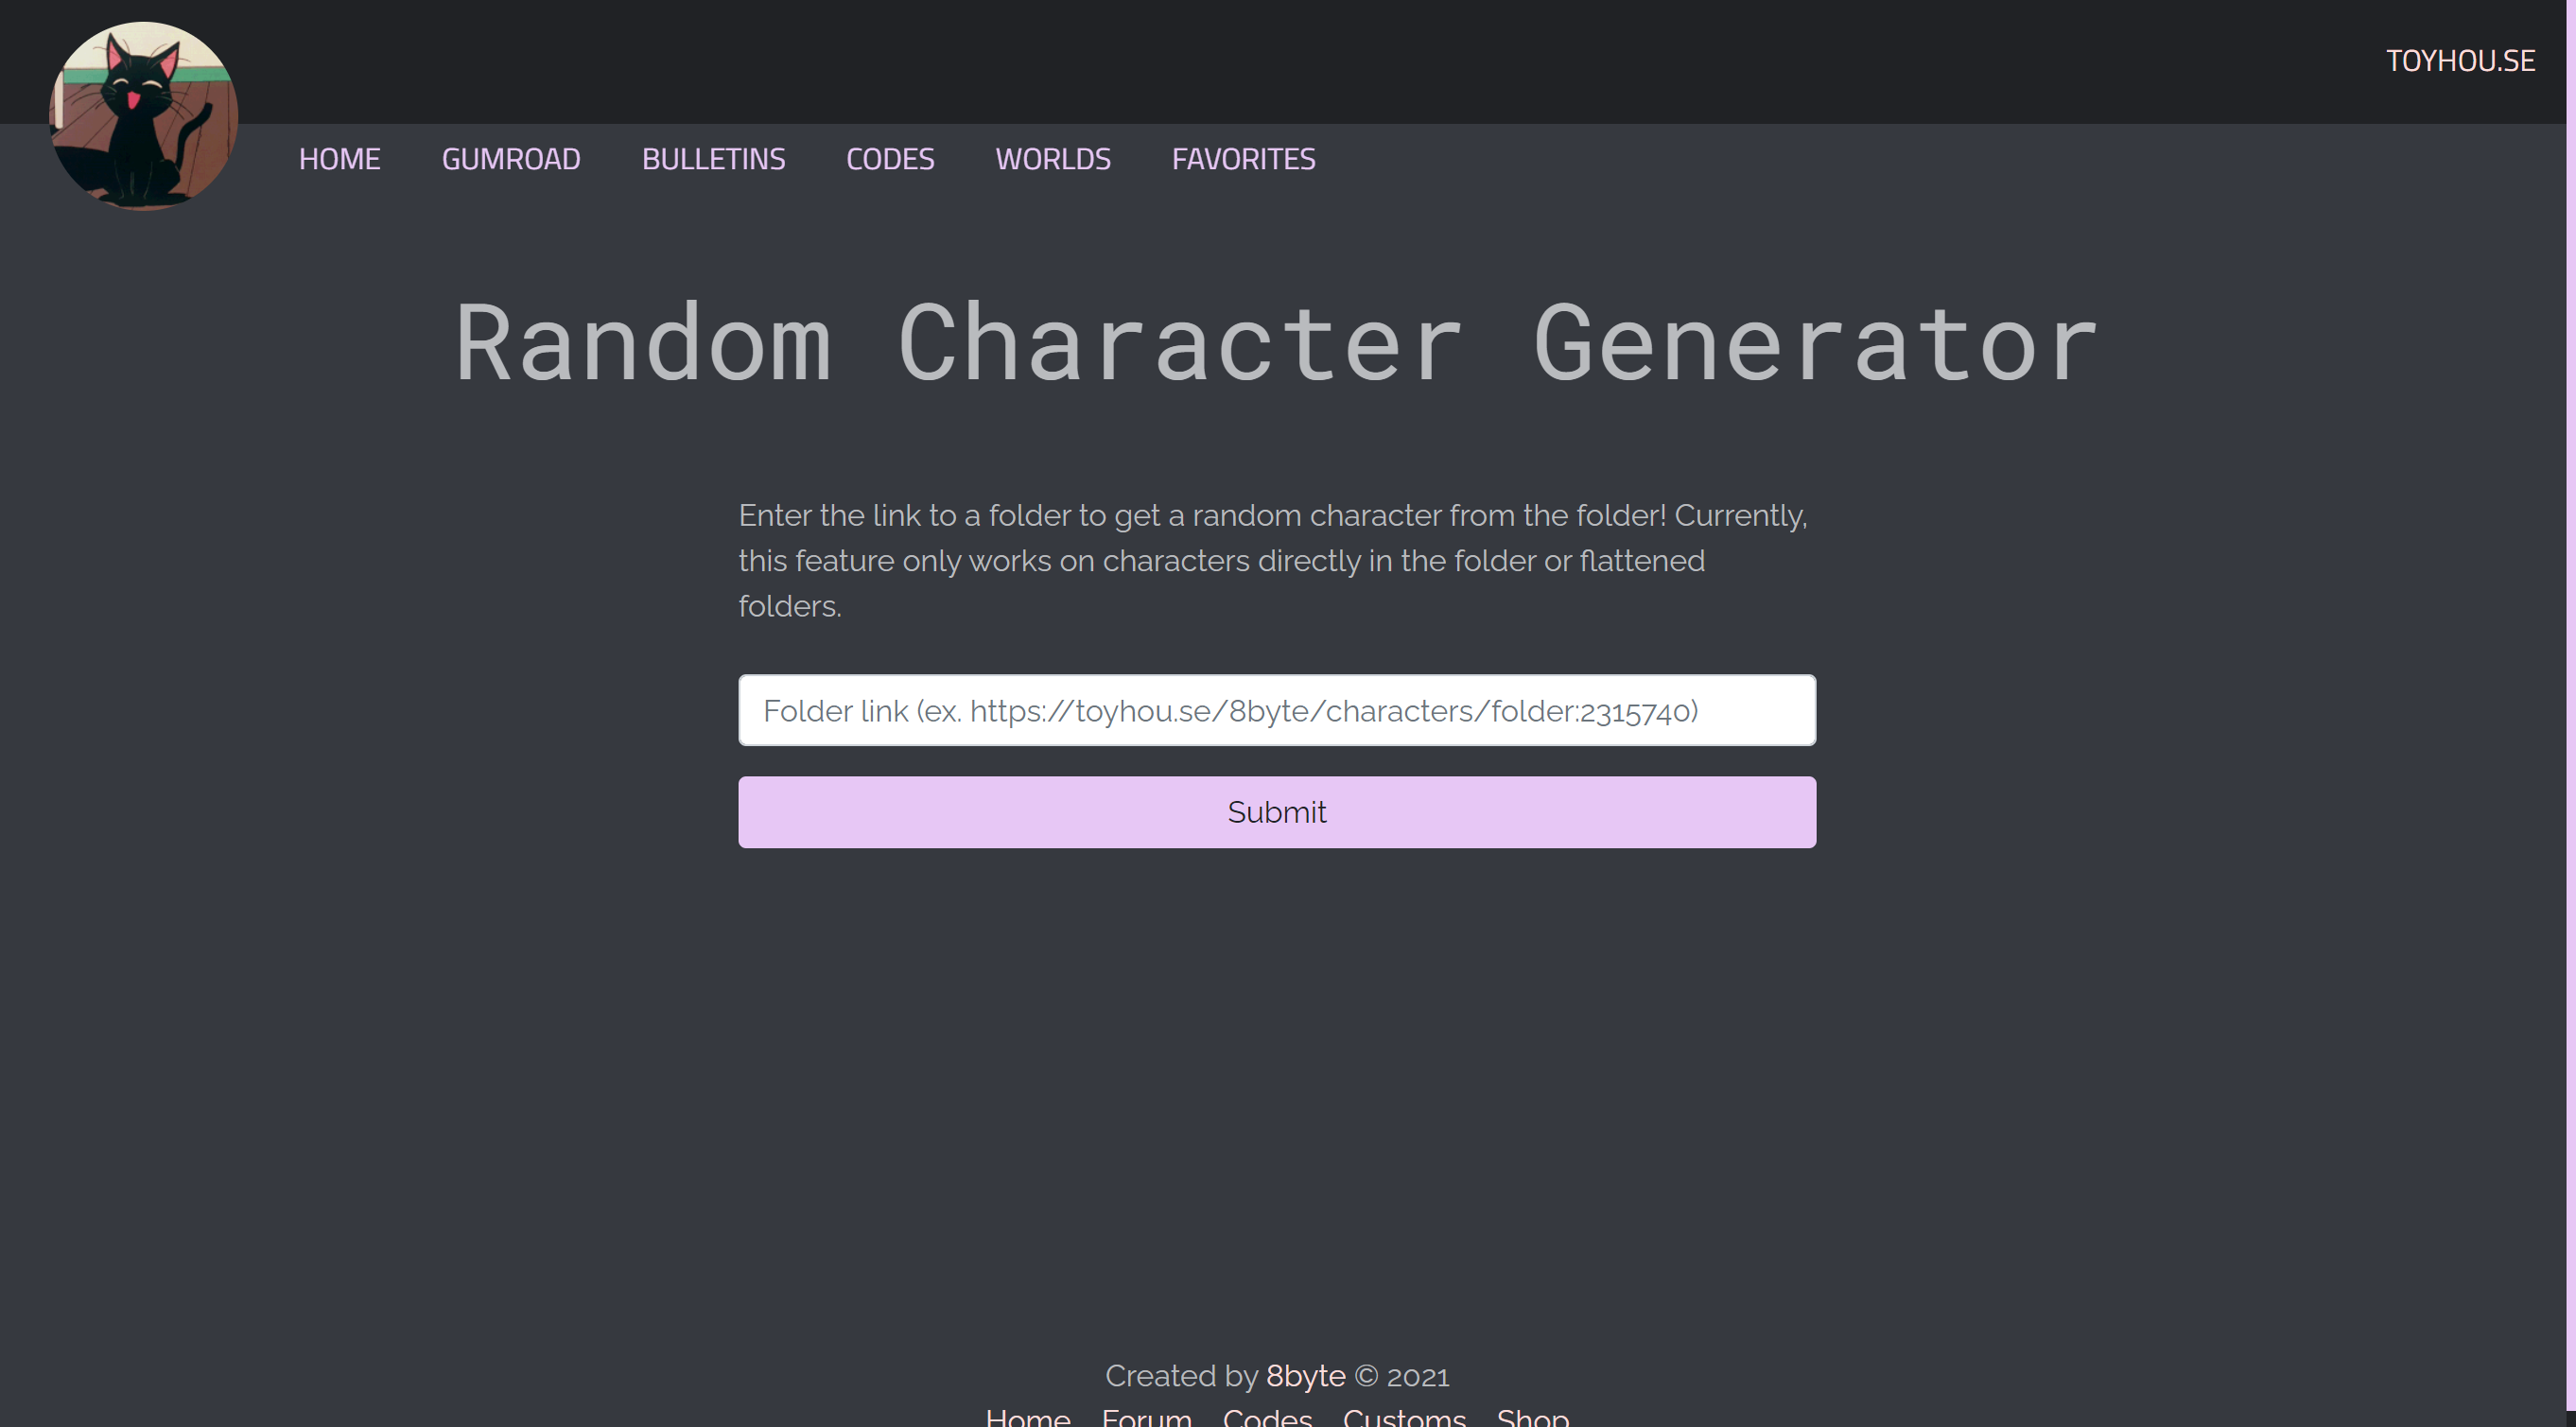 TOYHOU.SE
HOME GUMROAD BULLETINS CODES WORLDS FAVORITES
Random Character Generator
Enter the link to a folder to get a random character from the folder! Currently,
this feature only works on characters directly in the folder or flattened
folders.
Folder link (ex. https://toyhou.se/8byte/characters/folder:2315740)
Submit
Created by 8byte © 2021
Home Forum Codes Customs Shop